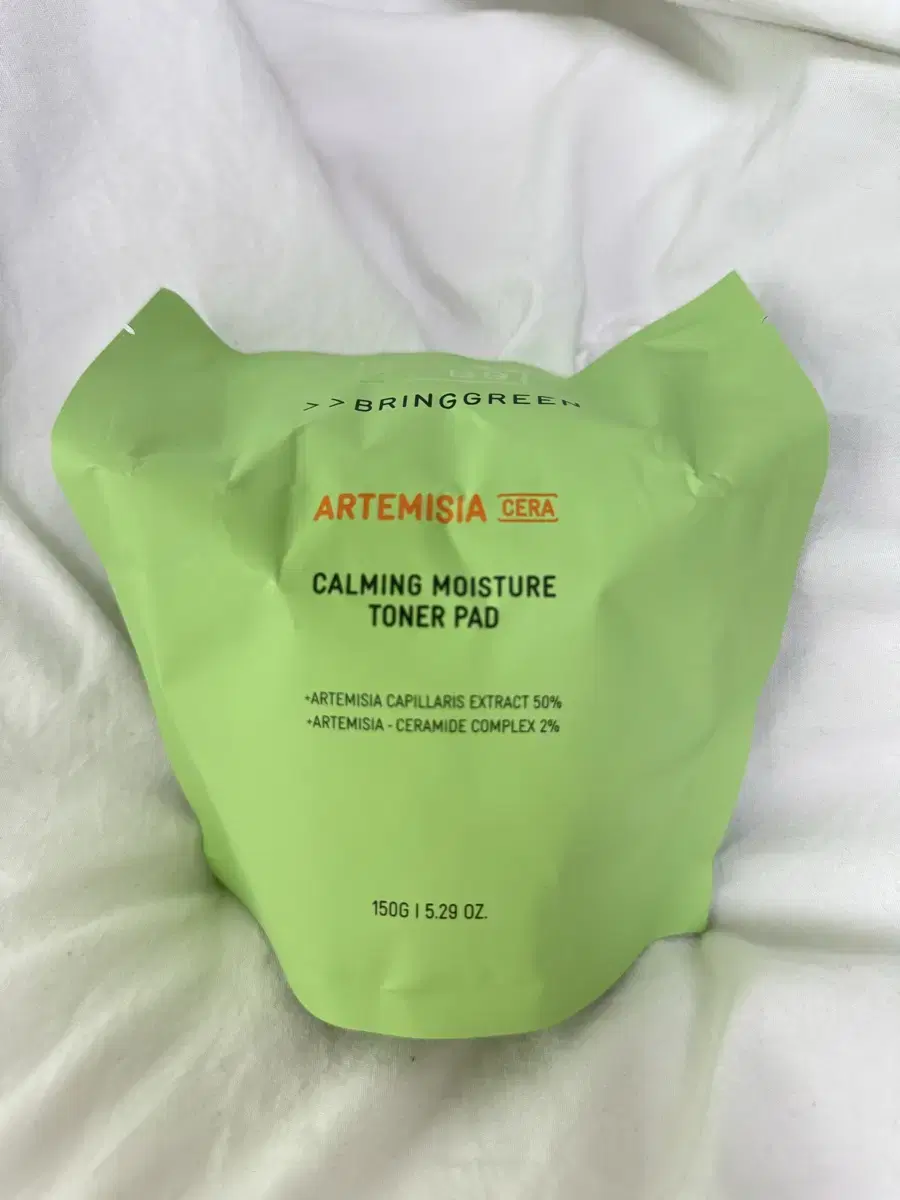 >>BRINGGREEN
ARTEMISIA CERA
CALMING MOISTURE
TONER PAD
+ARTEMISIA CAPILLARIS EXTRACT 50%
+ARTEMISIA - CERAMIDE COMPLEX 2%
150G | 5.29 OZ.